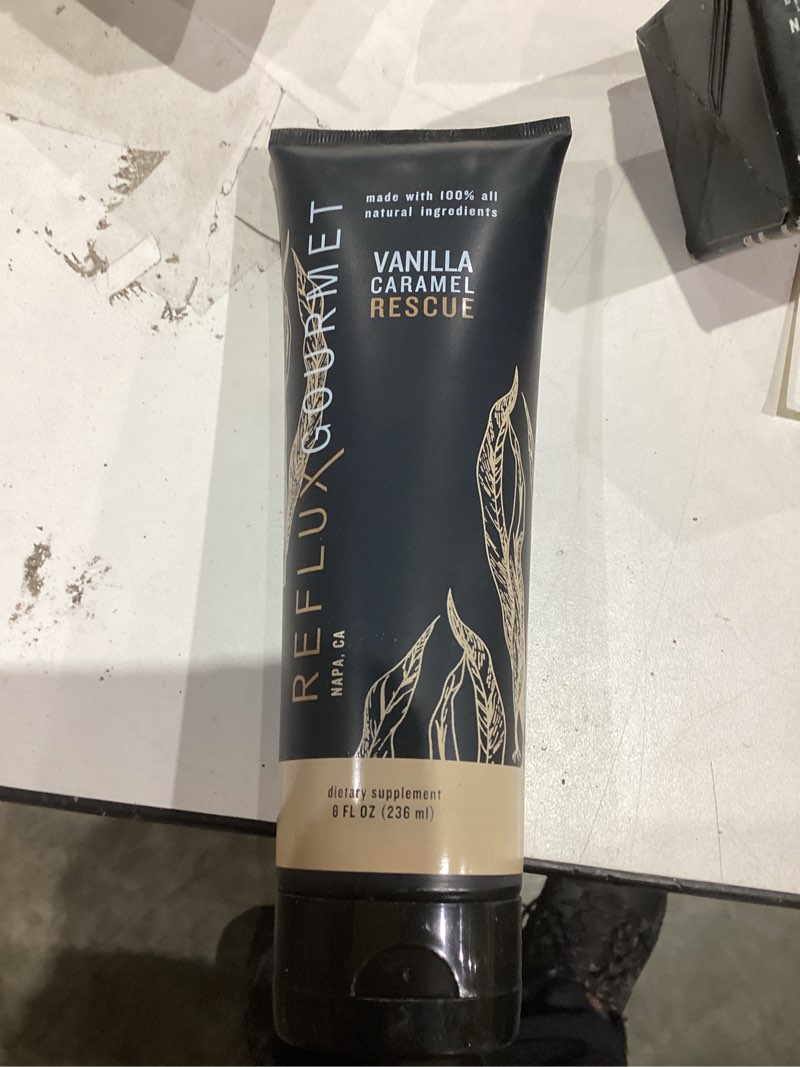 made with 100% all
natural ingredients
VANILLA
CARAMEL
RESCUE
REFLUX GOURMET
NAPA, CA
dietary supplement
8 FL OZ (236 ml)